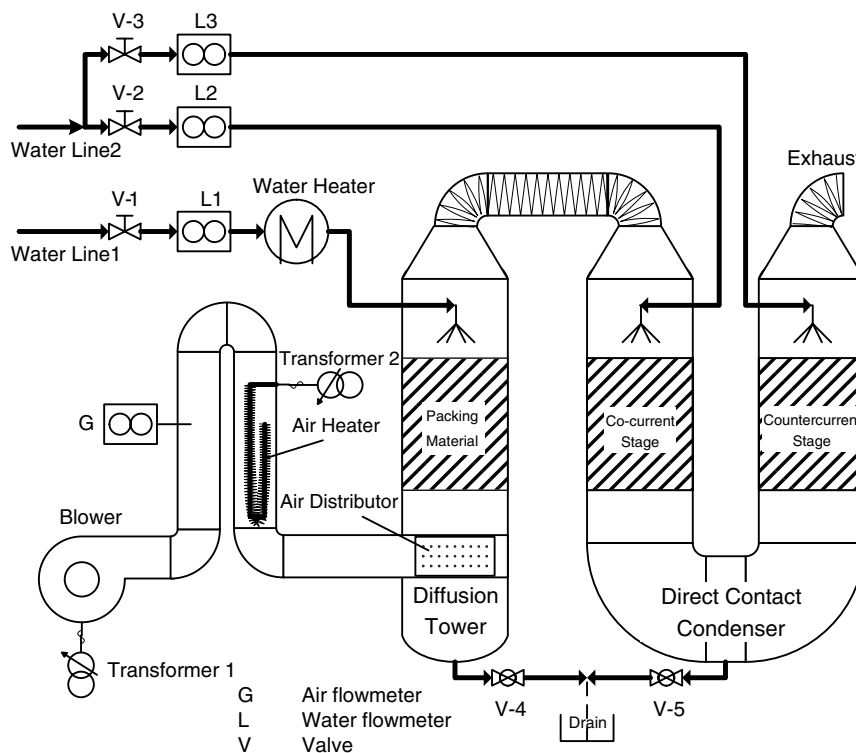 V-3
L3
V-2
L2
Water Line2
Exhaust
V-1
L1
Water Heater
Water Line1
Transformer 2
G
Air Heater
Packing
Material
Co-current
Stage
Countercurrent
Stage
Blower
Air Distributor
Diffusion
Tower
Direct Contact
Condenser
Transformer 1
V-4
Drain
V-5
G Air flowmeter
L Water flowmeter
V Valve